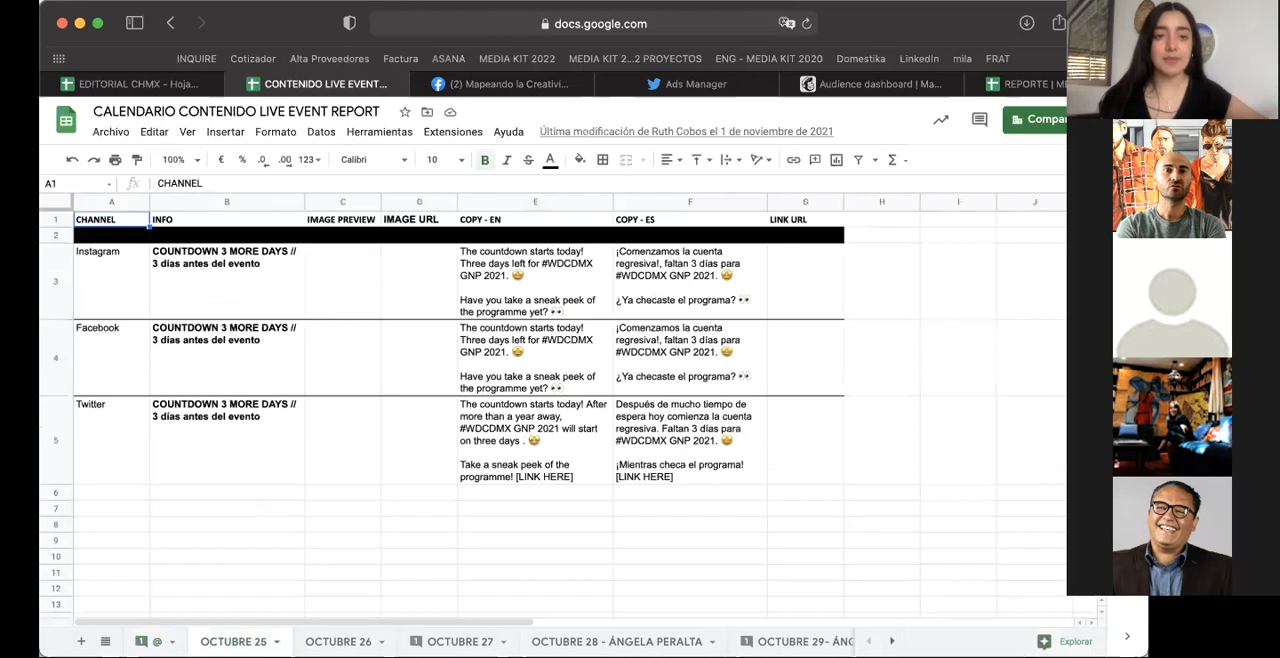 docs.google.com
INQUIRE Cotizador Alta Proveedores Factura ASANA MEDIA KIT 2022 MEDIA KIT 2...2 PROYECTOS ENG - MEDIA KIT 2020 Domestika LinkedIn mila FRAT
EDITORIAL CHMX - Hoja... CONTENIDO LIVE EVENT... (2) Mapeando la Creativi... Ads Manager Audience dashboard | Ma... REPORTE | M
CALENDARIO CONTENIDO LIVE EVENT REPORT
Archivo Editar Ver Insertar Formato Datos Herramientas Extensiones Ayuda Última modificación de Ruth Cobos el 1 de noviembre de 2021
Compar
100% € % .0 .00 123 Calibri 10 B I S A Σ
A1 fx CHANNEL
A B C D E F G H I J
1 CHANNEL INFO IMAGE PREVIEW IMAGE URL COPY - EN COPY - ES LINK URL
2
3
Instagram
COUNTDOWN 3 MORE DAYS //
3 días antes del evento
The countdown starts today!
Three days left for #WDCDMX
GNP 2021. 🤩
Have you take a sneak peek of
the programme yet? 👀
¡Comenzamos la cuenta
regresiva!, faltan 3 días para
#WDCDMX GNP 2021. 🤩
¿Ya checaste el programa? 👀
4
Facebook
COUNTDOWN 3 MORE DAYS //
3 días antes del evento
The countdown starts today!
Three days left for #WDCDMX
GNP 2021. 🤩
Have you take a sneak peek of
the programme yet? 👀
¡Comenzamos la cuenta
regresiva!, faltan 3 días para
#WDCDMX GNP 2021. 🤩
¿Ya checaste el programa? 👀
5
Twitter
COUNTDOWN 3 MORE DAYS //
3 días antes del evento
The countdown starts today! After
more than a year away,
#WDCDMX GNP 2021 will start
on three days . 🤩
Take a sneak peek of the
programme! [LINK HERE]
Después de mucho tiempo de
espera hoy comienza la cuenta
regresiva. Faltan 3 días para
#WDCDMX GNP 2021. 🤩
¡Mientras checa el programa!
[LINK HERE]
6
7
8
9
10
11
12
13
1 @ OCTUBRE 25 OCTUBRE 26 1 OCTUBRE 27 OCTUBRE 28 - ÁNGELA PERALTA 1 OCTUBRE 29- ÁNG Explorar